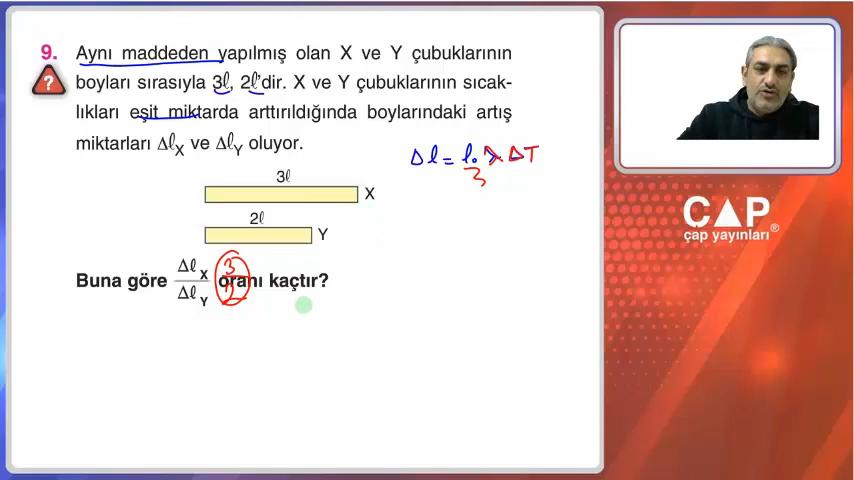 9. Aynı maddeden yapılmış olan X ve Y çubuklarının
boyları sırasıyla 3ℓ, 2ℓ'dir. X ve Y çubuklarının sıcak-
lıkları eşit miktarda arttırıldığında boylarındaki artış
miktarları ΔℓX ve ΔℓY oluyor.
Δl = l₀ λ ΔT
3
3ℓ
X
2ℓ
Y
Buna göre ΔℓX / ΔℓY oranı kaçtır?
3/2
?
ÇAP
çap yayınları®